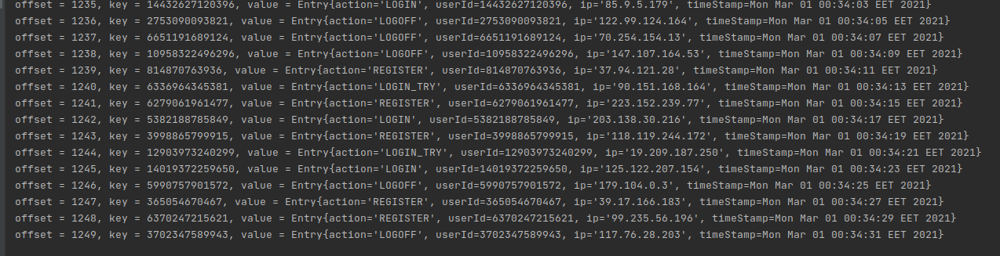 offset = 1235, key = 14432627120396, value = Entry{action='LOGIN', userId=14432627120396, ip='85.9.5.179', timeStamp=Mon Mar 01 00:34:03 EET 2021}
offset = 1236, key = 2753090093821, value = Entry{action='LOGOFF', userId=2753090093821, ip='122.99.124.164', timeStamp=Mon Mar 01 00:34:05 EET 2021}
offset = 1237, key = 6651191689124, value = Entry{action='LOGOFF', userId=6651191689124, ip='70.254.154.13', timeStamp=Mon Mar 01 00:34:07 EET 2021}
offset = 1238, key = 10958322496296, value = Entry{action='LOGOFF', userId=10958322496296, ip='147.107.164.53', timeStamp=Mon Mar 01 00:34:09 EET 2021}
offset = 1239, key = 814870763936, value = Entry{action='REGISTER', userId=814870763936, ip='37.94.121.28', timeStamp=Mon Mar 01 00:34:11 EET 2021}
offset = 1240, key = 6336964345381, value = Entry{action='LOGIN_TRY', userId=6336964345381, ip='90.151.168.164', timeStamp=Mon Mar 01 00:34:13 EET 2021}
offset = 1241, key = 6279061961477, value = Entry{action='REGISTER', userId=6279061961477, ip='223.152.239.77', timeStamp=Mon Mar 01 00:34:15 EET 2021}
offset = 1242, key = 5382188785849, value = Entry{action='LOGIN', userId=5382188785849, ip='203.138.30.216', timeStamp=Mon Mar 01 00:34:17 EET 2021}
offset = 1243, key = 3998865799915, value = Entry{action='REGISTER', userId=3998865799915, ip='118.119.244.172', timeStamp=Mon Mar 01 00:34:19 EET 2021}
offset = 1244, key = 12903973240299, value = Entry{action='LOGIN_TRY', userId=12903973240299, ip='19.209.187.250', timeStamp=Mon Mar 01 00:34:21 EET 2021}
offset = 1245, key = 14019372259650, value = Entry{action='LOGIN', userId=14019372259650, ip='125.122.207.154', timeStamp=Mon Mar 01 00:34:23 EET 2021}
offset = 1246, key = 5990757901572, value = Entry{action='LOGOFF', userId=5990757901572, ip='179.104.0.3', timeStamp=Mon Mar 01 00:34:25 EET 2021}
offset = 1247, key = 365054670467, value = Entry{action='REGISTER', userId=365054670467, ip='39.17.166.183', timeStamp=Mon Mar 01 00:34:27 EET 2021}
offset = 1248, key = 6370247215621, value = Entry{action='REGISTER', userId=6370247215621, ip='99.235.56.196', timeStamp=Mon Mar 01 00:34:29 EET 2021}
offset = 1249, key = 3702347589943, value = Entry{action='LOGOFF', userId=3702347589943, ip='117.76.28.203', timeStamp=Mon Mar 01 00:34:31 EET 2021}